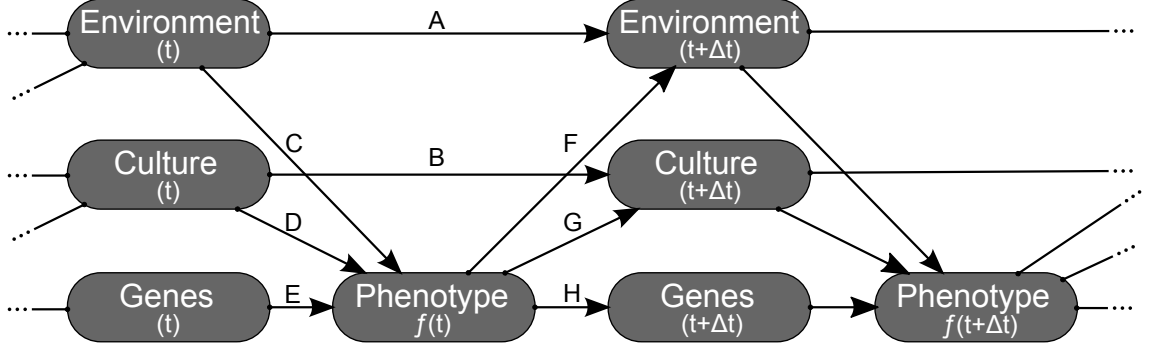 Environment
(t)
A
Environment
(t+Δt)
C
F
Culture
(t)
B
Culture
(t+Δt)
D
G
Genes
(t)
E
Phenotype
ƒ(t)
H
Genes
(t+Δt)
Phenotype
ƒ(t+Δt)